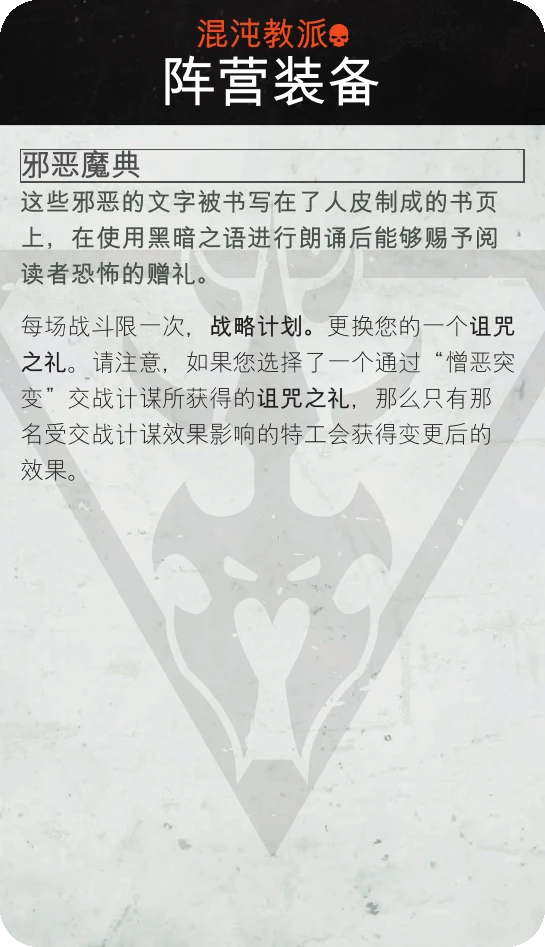 混沌教派
阵营装备
邪恶魔典
这些邪恶的文字被书写在了人皮制成的书页
上，在使用黑暗之语进行朗诵后能够赐予阅
读者恐怖的赠礼。
每场战斗限一次，战略计划。更换您的一个诅咒
之礼。请注意，如果您选择了一个通过“憎恶突
变”交战计谋所获得的诅咒之礼，那么只有那
名受交战计谋效果影响的特工会获得变更后的
效果。